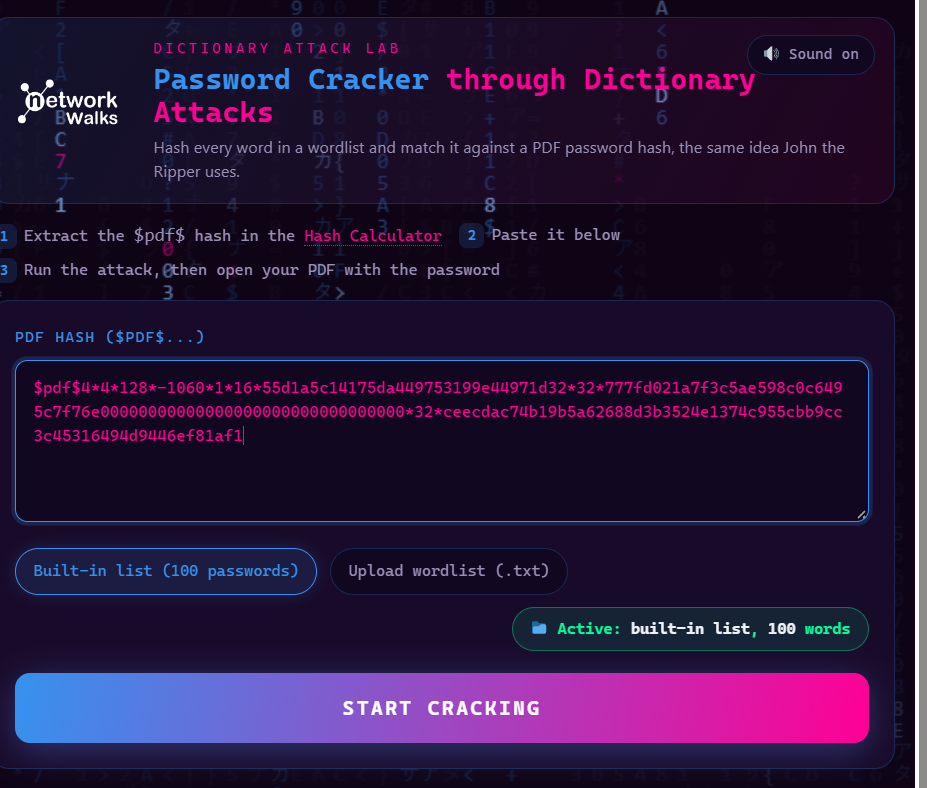 DICTIONARY ATTACK LAB
Sound on
Password Cracker through Dictionary
Attacks
network
Walks
Hash every word in a wordlist and match it against a PDF password hash, the same idea John the
Ripper uses.
1 Extract the $pdf$ hash in the Hash Calculator 2 Paste it below
3 Run the attack, then open your PDF with the password
PDF HASH ($PDF$...)
$pdf$4*4*128*-1060*1*16*55d1a5c14175da449753199e44971d32*32*777fd021a7f3c5ae598c0c649
5c7f76e00000000000000000000000000000000*32*ceecdac74b19b5a62688d3b3524e1374c955cbb9cc
3c45316494d9446ef81af1
Built-in list (100 passwords)
Upload wordlist (.txt)
Active: built-in list, 100 words
START CRACKING